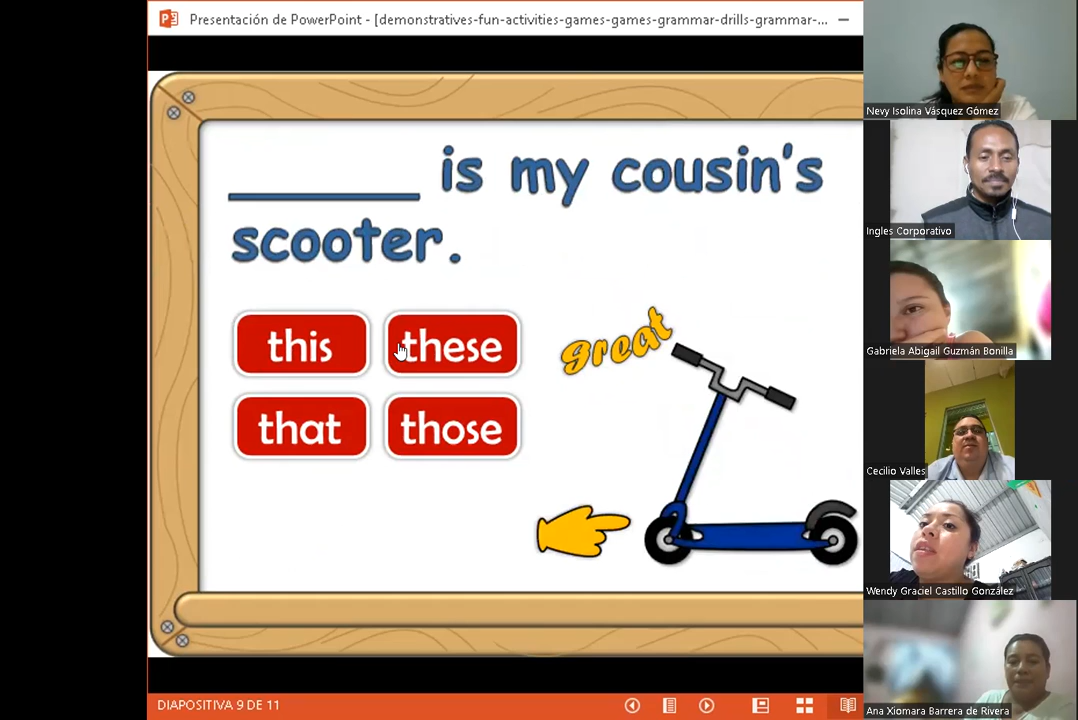 Presentación de PowerPoint - [demonstratives-fun-activities-games-games-grammar-drills-grammar-...
_______ is my cousin's
scooter.
this
these
that
those
great
DIAPOSITIVA 9 DE 11
Nevy Isolina Vásquez Gómez
Ingles Corporativo
Gabriela Abigail Guzmán Bonilla
Cecilio Valles
Wendy Graciel Castillo González
Ana Xiomara Barrera de Rivera